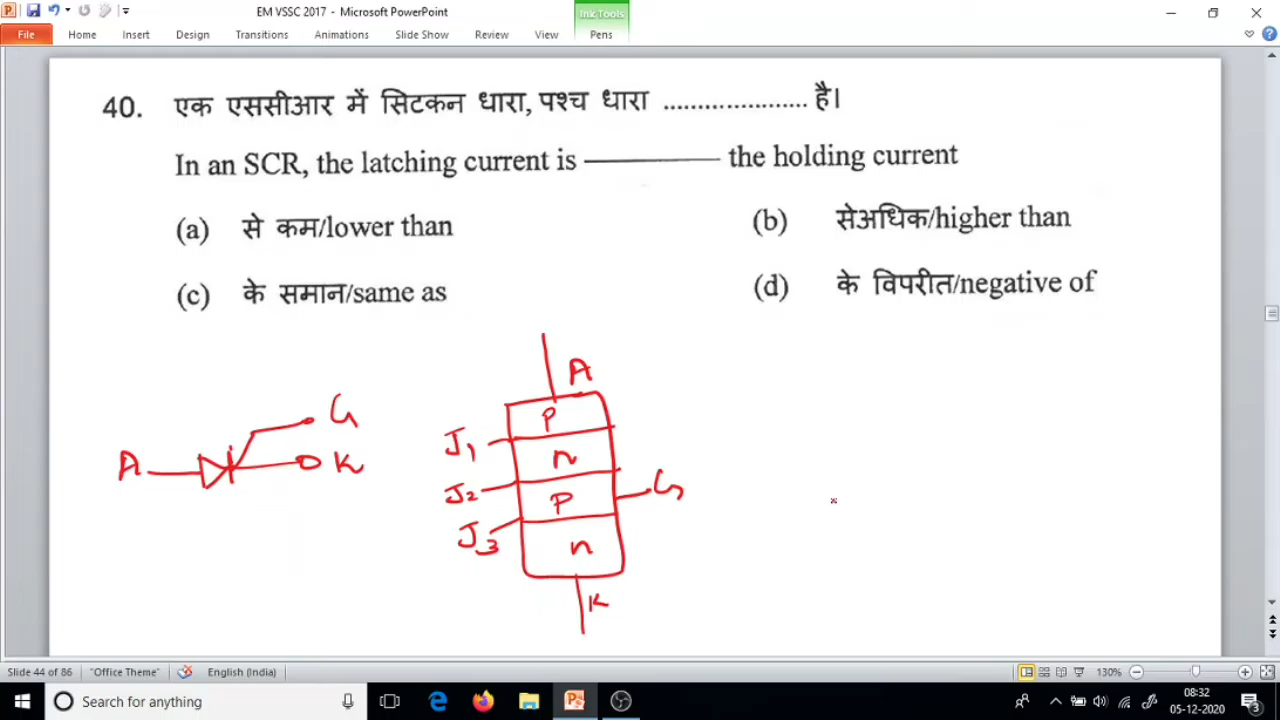 EM VSSC 2017 - Microsoft PowerPoint
Ink Tools
File Home Insert Design Transitions Animations Slide Show Review View Pens
40. एक एससीआर में सिटकन धारा, पश्च धारा ..................... है।
In an SCR, the latching current is ———— the holding current
(a) से कम/lower than
(b) सेअधिक/higher than
(c) के समान/same as
(d) के विपरीत/negative of
A
G
K
A
P
J1
n
J2
P
G
J3
n
K
Slide 44 of 86
"Office Theme"
English (India)
130%
Search for anything
08:32
05-12-2020
3